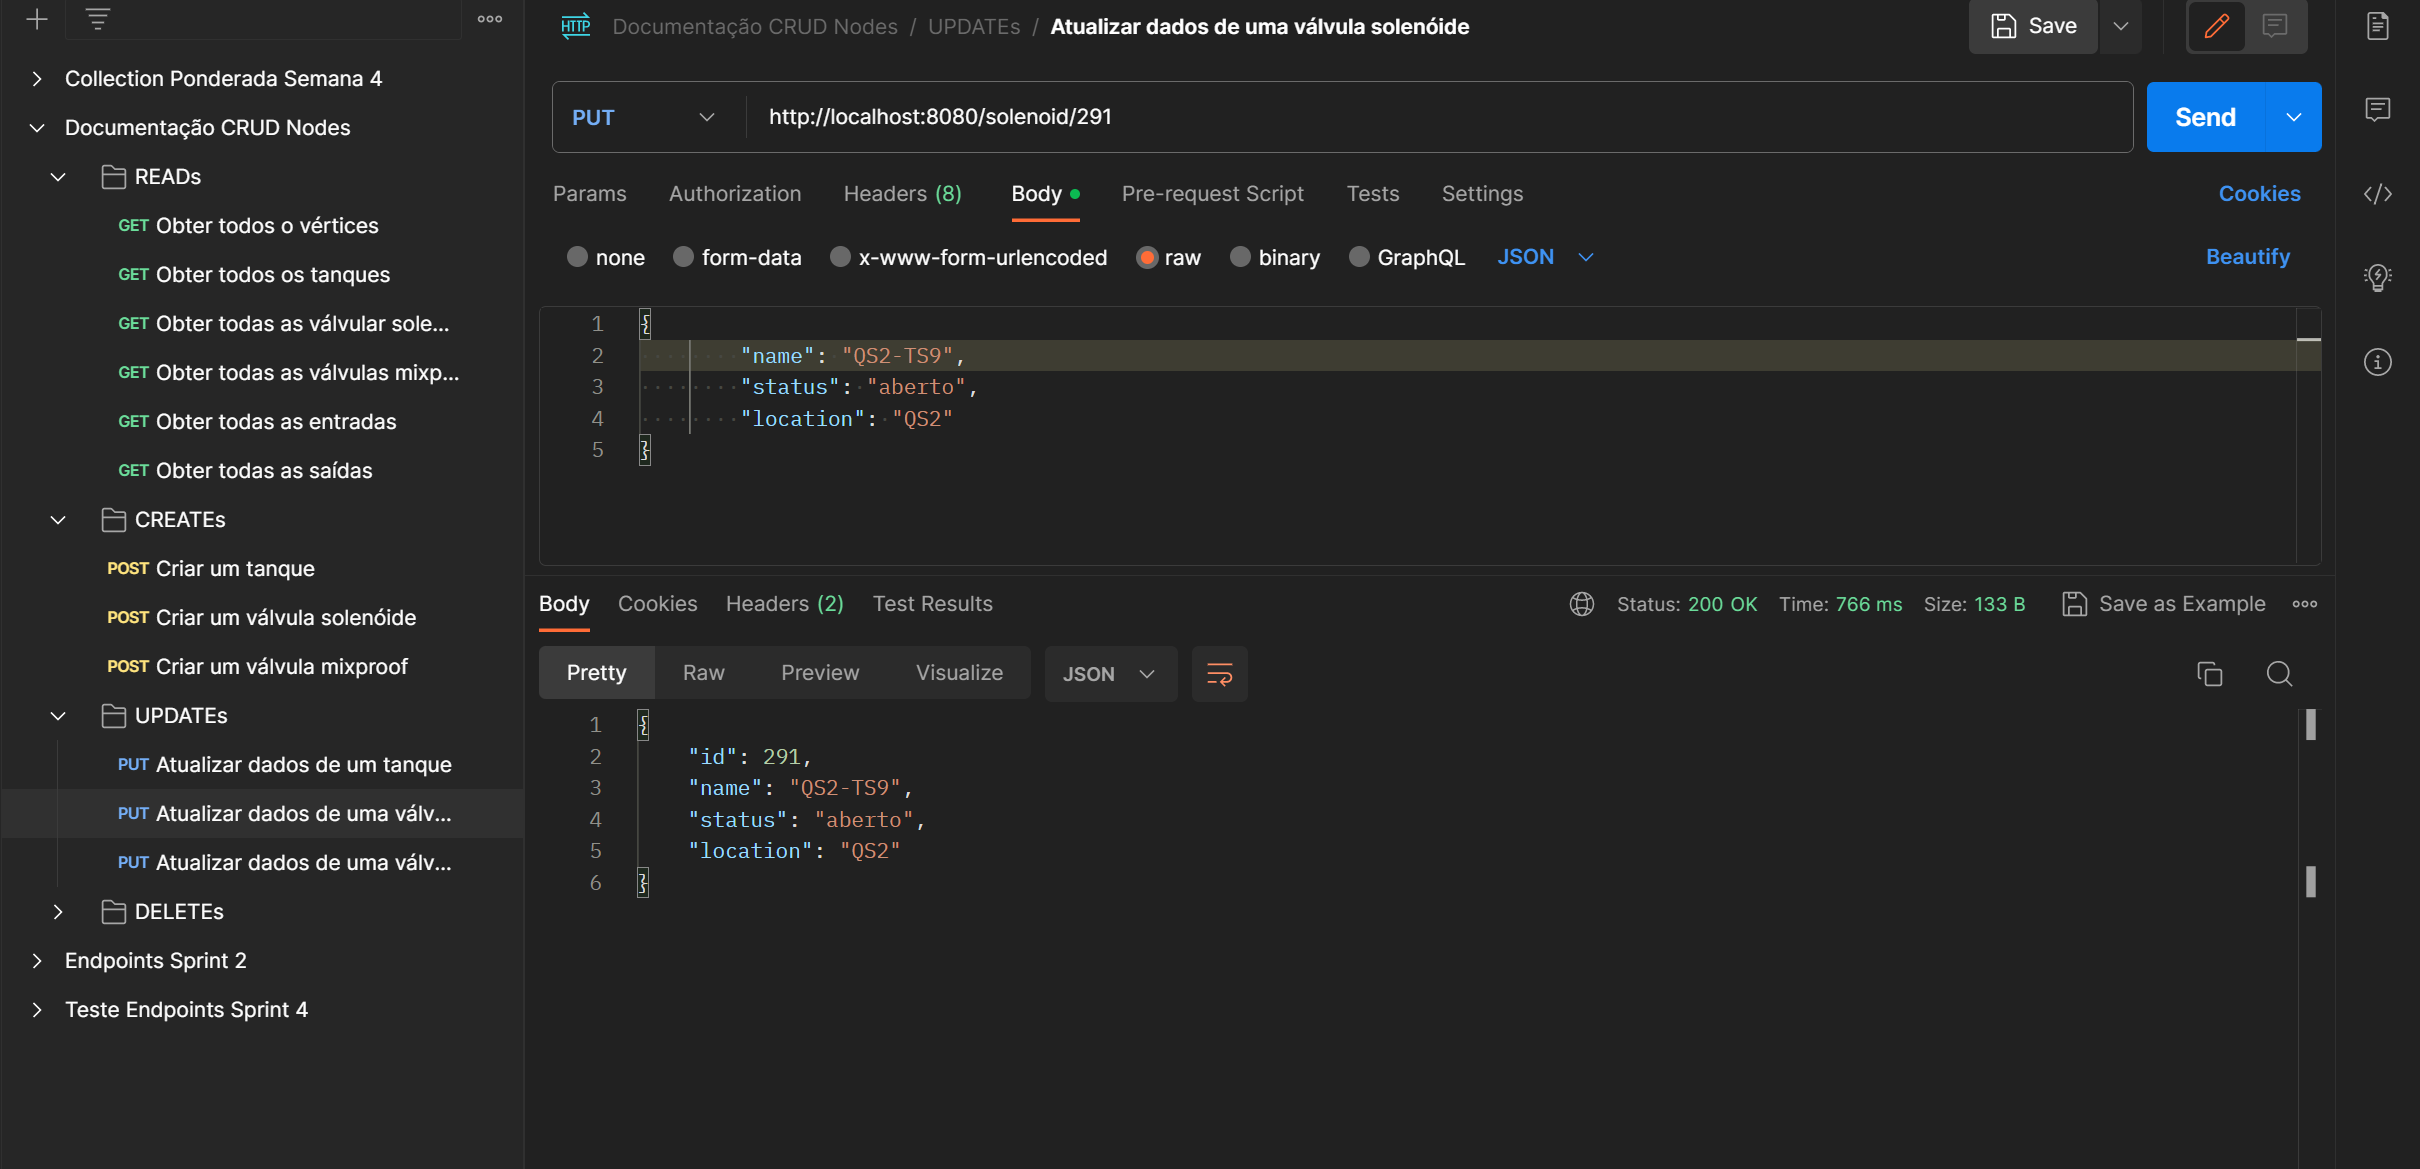 Collection Ponderada Semana 4
Documentação CRUD Nodes
READs
GET Obter todos o vértices
GET Obter todos os tanques
GET Obter todas as válvular sole...
GET Obter todas as válvulas mixp...
GET Obter todas as entradas
GET Obter todas as saídas
CREATEs
POST Criar um tanque
POST Criar um válvula solenóide
POST Criar um válvula mixproof
UPDATEs
PUT Atualizar dados de um tanque
PUT Atualizar dados de uma válv...
PUT Atualizar dados de uma válv...
DELETEs
Endpoints Sprint 2
Teste Endpoints Sprint 4
HTTP Documentação CRUD Nodes / UPDATEs / Atualizar dados de uma válvula solenóide
Save
PUT http://localhost:8080/solenoid/291
Send
Params Authorization Headers (8) Body Pre-request Script Tests Settings Cookies
none form-data x-www-form-urlencoded raw binary GraphQL JSON Beautify
1 {
2 "name": "QS2-TS9",
3 "status": "aberto",
4 "location": "QS2"
5 }
Body Cookies Headers (2) Test Results Status: 200 OK Time: 766 ms Size: 133 B Save as Example
Pretty Raw Preview Visualize JSON
1 {
2 "id": 291,
3 "name": "QS2-TS9",
4 "status": "aberto",
5 "location": "QS2"
6 }